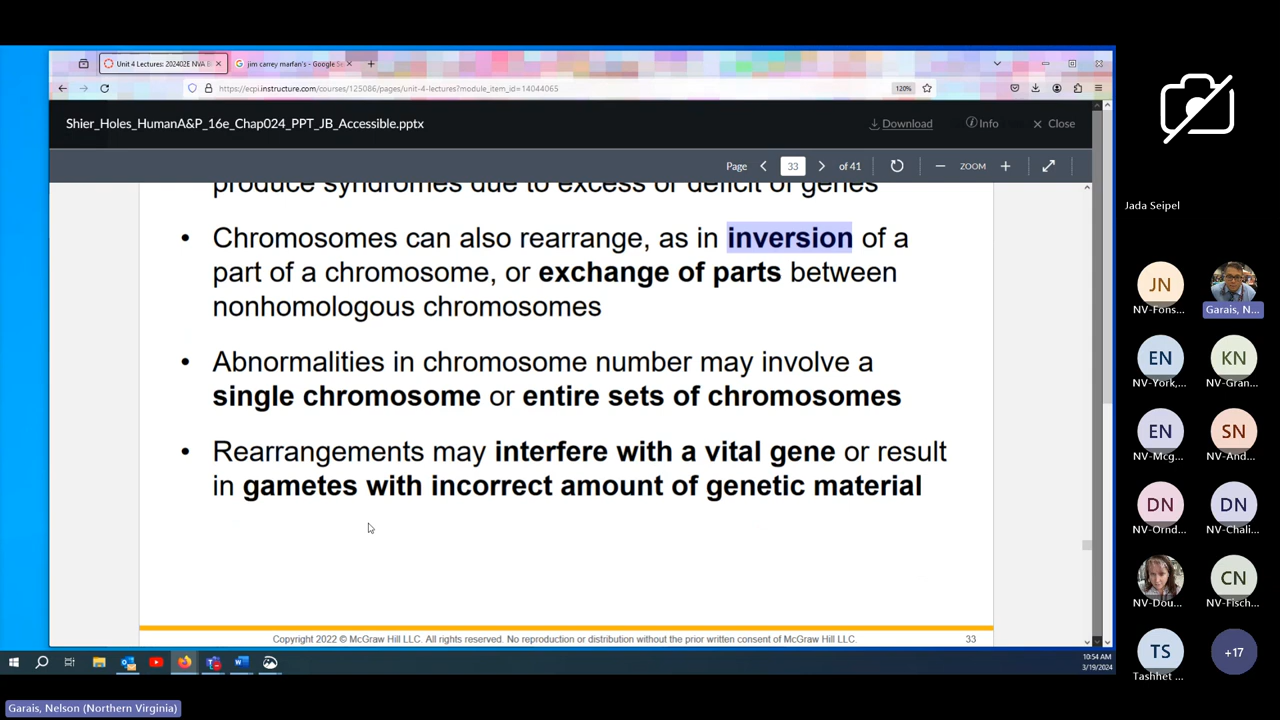 Unit 4 Lectures: 202402E NVA B
jim carrey marfan's - Google Se
https://ecpi.instructure.com/courses/125086/pages/unit-4-lectures?module_item_id=14044065
120%
Shier_Holes_HumanA&P_16e_Chap024_PPT_JB_Accessible.pptx
Download
Info
Close
Page
33
of 41
ZOOM
produce syndromes due to excess or deficit of genes
• Chromosomes can also rearrange, as in inversion of a
part of a chromosome, or exchange of parts between
nonhomologous chromosomes
• Abnormalities in chromosome number may involve a
single chromosome or entire sets of chromosomes
• Rearrangements may interfere with a vital gene or result
in gametes with incorrect amount of genetic material
Copyright 2022 © McGraw Hill LLC. All rights reserved. No reproduction or distribution without the prior written consent of McGraw Hill LLC.
33
10:54 AM
3/19/2024
Garais, Nelson (Northern Virginia)
Jada Seipel
JN
NV-Fons...
Garais, N...
EN
NV-York,...
KN
NV-Gran...
EN
NV-Mcg...
SN
NV-And...
DN
NV-Ornd...
DN
NV-Chali...
NV-Dou...
CN
NV-Fisch...
TS
Tashhet ...
+17